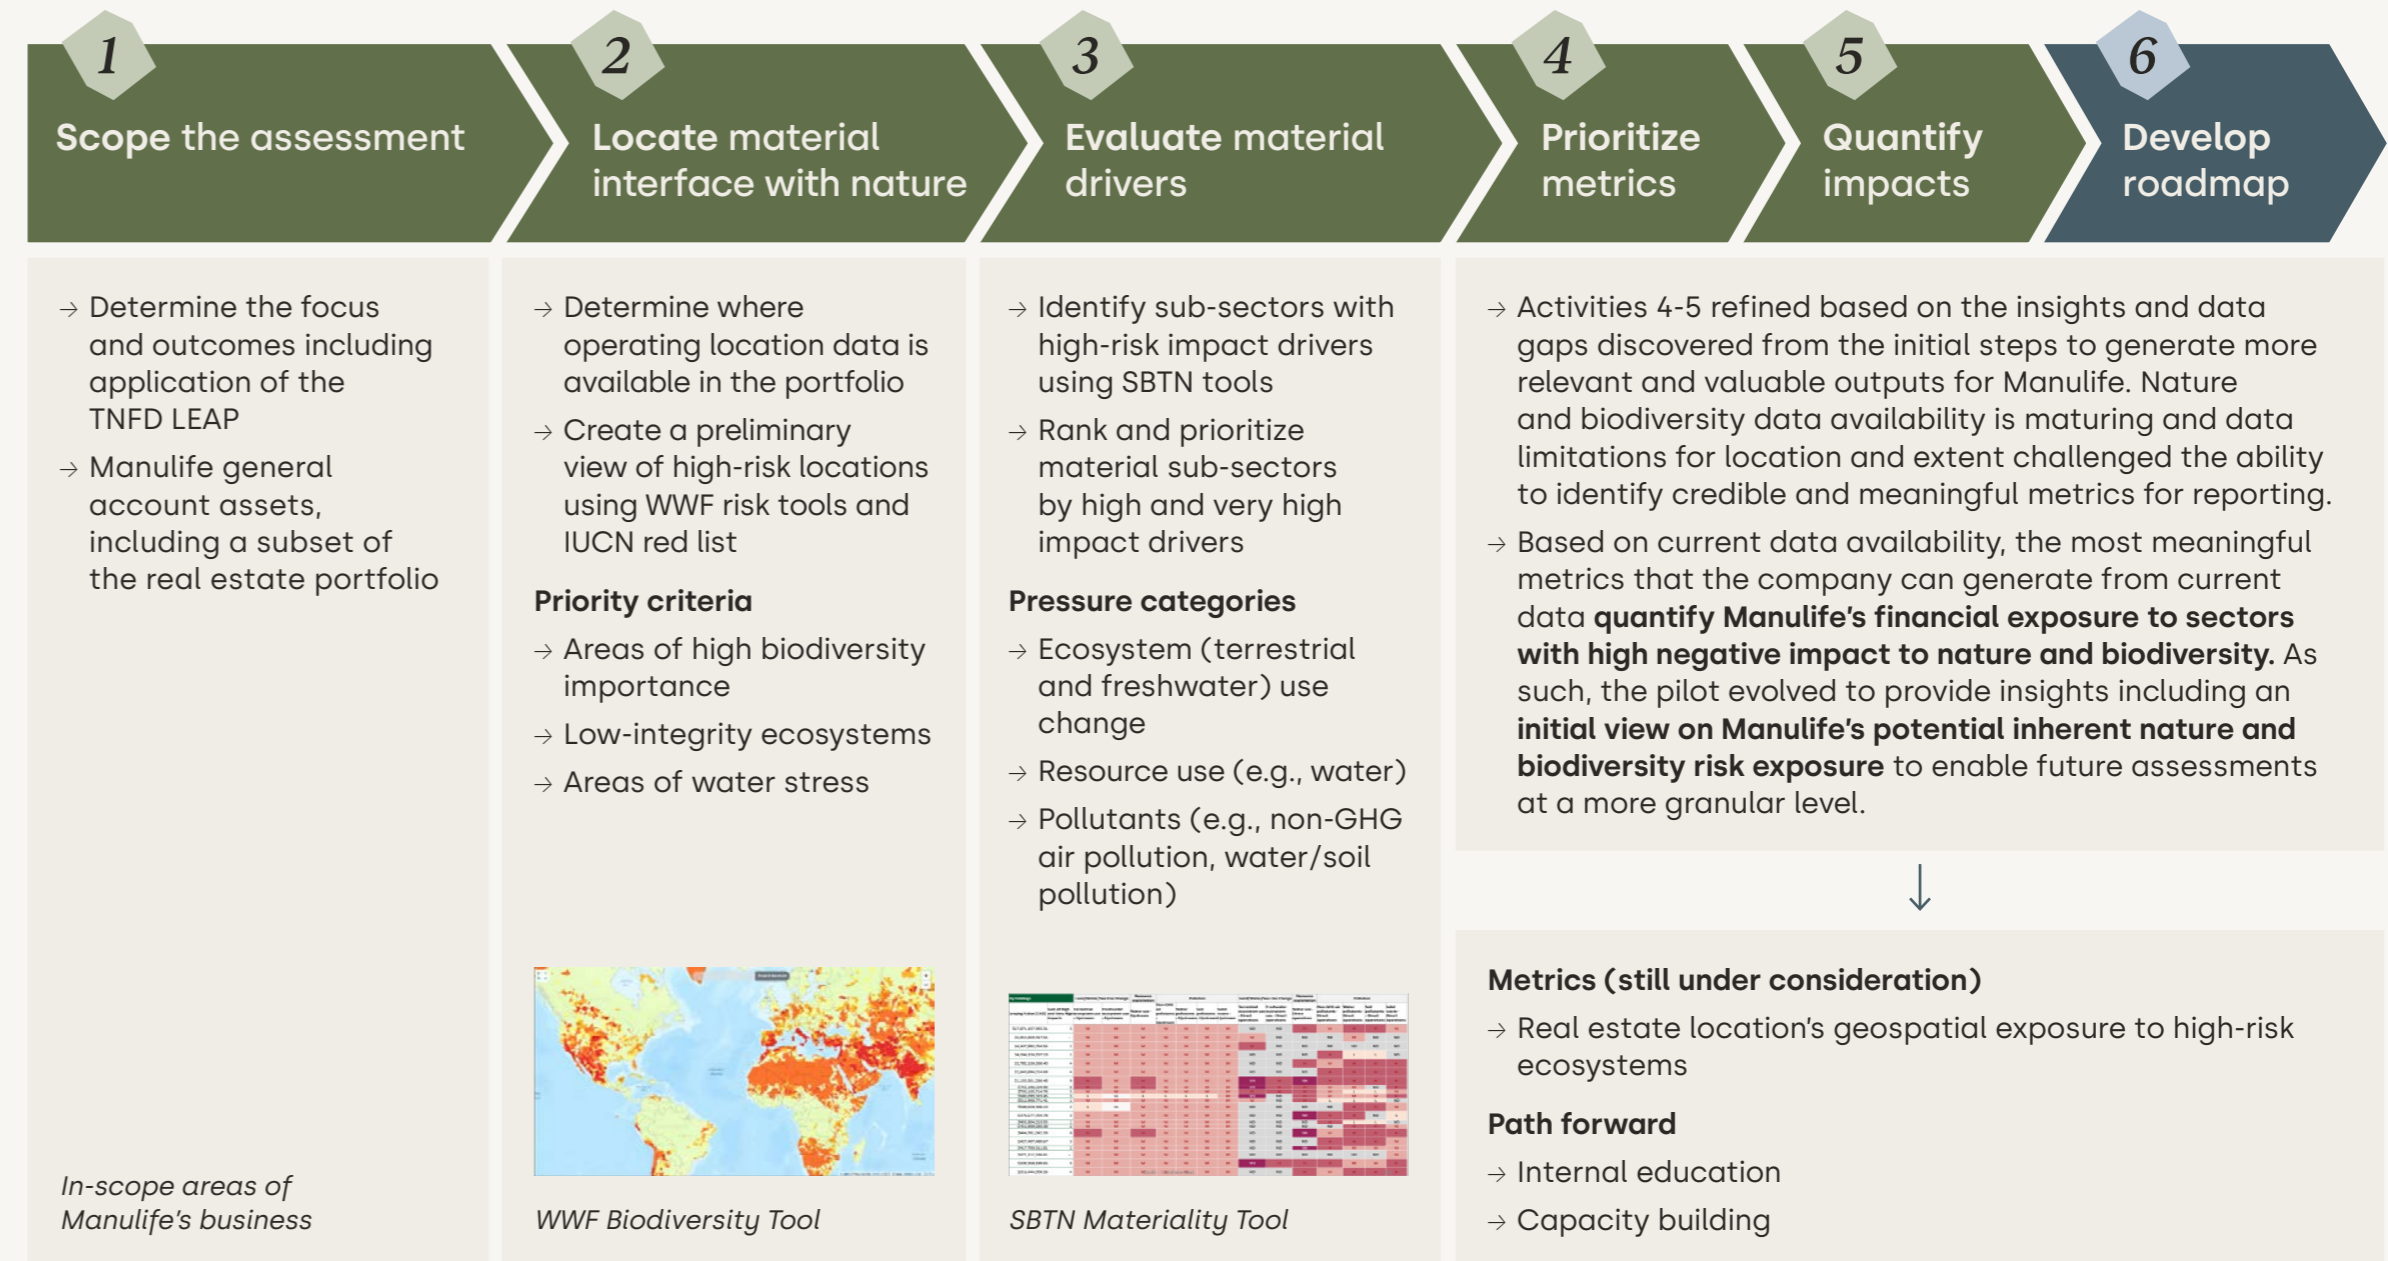 1
Scope the assessment
→ Determine the focus
and outcomes including
application of the
TNFD LEAP
→ Manulife general
account assets,
including a subset of
the real estate portfolio
In-scope areas of
Manulife's business
2
Locate material
interface with nature
→ Determine where
operating location data is
available in the portfolio
→ Create a preliminary
view of high-risk locations
using WWF risk tools and
IUCN red list
Priority criteria
→ Areas of high biodiversity
importance
→ Low-integrity ecosystems
→ Areas of water stress
WWF Biodiversity Tool
3
Evaluate material
drivers
→ Identify sub-sectors with
high-risk impact drivers
using SBTN tools
→ Rank and prioritize
material sub-sectors
by high and very high
impact drivers
Pressure categories
→ Ecosystem (terrestrial
and freshwater) use
change
→ Resource use (e.g., water)
→ Pollutants (e.g., non-GHG
air pollution, water/soil
pollution)
SBTN Materiality Tool
4
Prioritize
metrics
5
Quantify
impacts
6
Develop
roadmap
→ Activities 4-5 refined based on the insights and data
gaps discovered from the initial steps to generate more
relevant and valuable outputs for Manulife. Nature
and biodiversity data availability is maturing and data
limitations for location and extent challenged the ability
to identify credible and meaningful metrics for reporting.
→ Based on current data availability, the most meaningful
metrics that the company can generate from current
data quantify Manulife's financial exposure to sectors
with high negative impact to nature and biodiversity. As
such, the pilot evolved to provide insights including an
initial view on Manulife's potential inherent nature and
biodiversity risk exposure to enable future assessments
at a more granular level.
Metrics (still under consideration)
→ Real estate location's geospatial exposure to high-risk
ecosystems
Path forward
→ Internal education
→ Capacity building